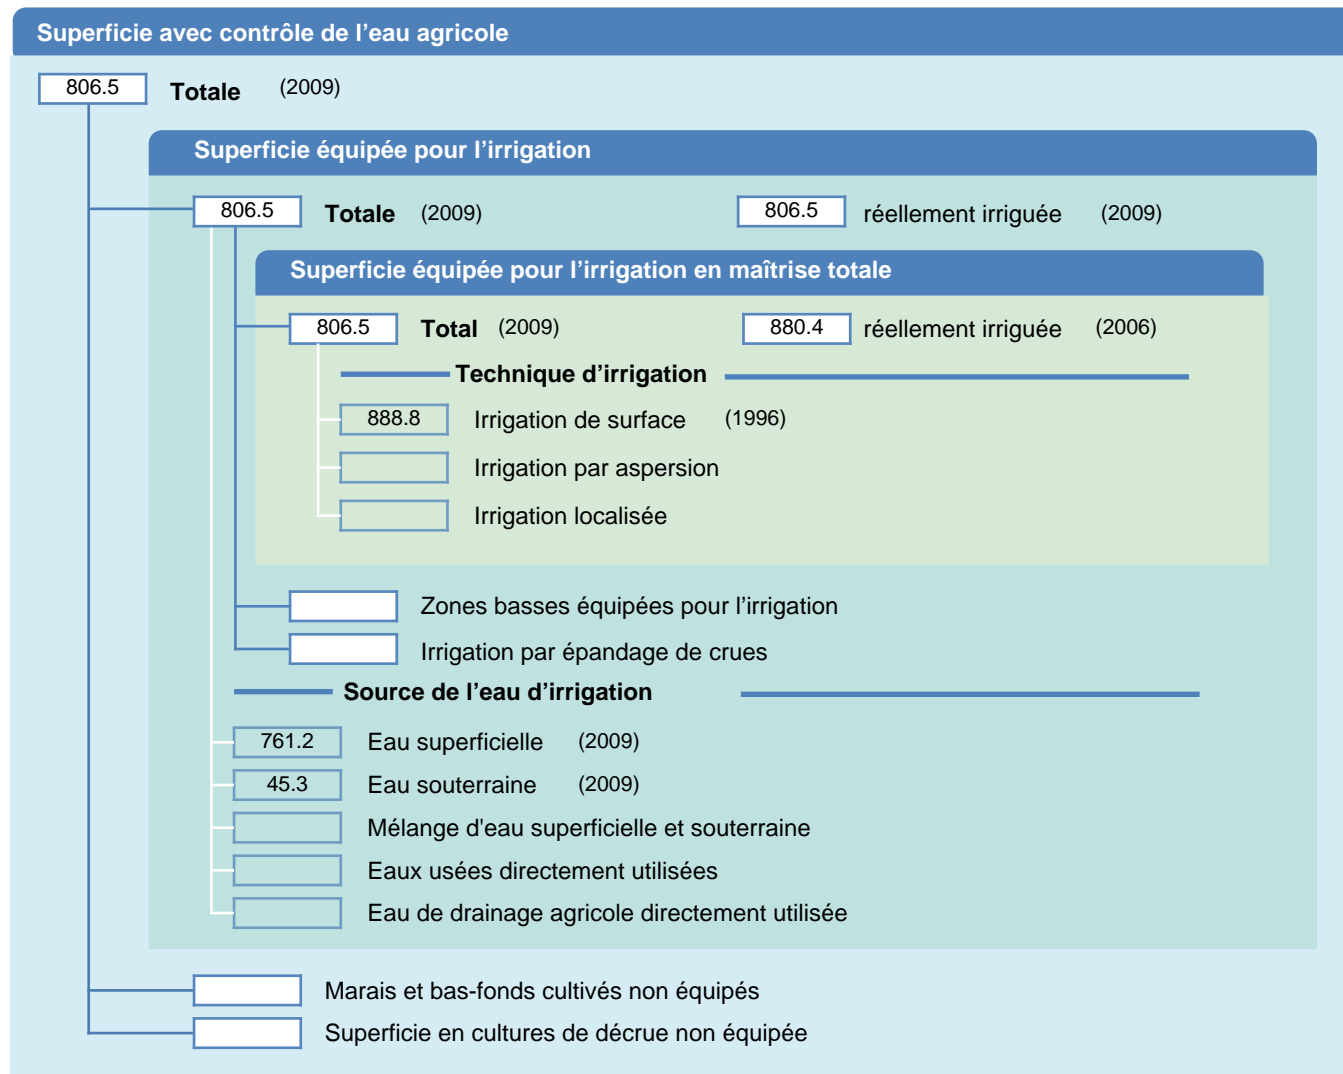 Superficie avec contrôle de l'eau agricole
806.5 Totale (2009)
Superficie équipée pour l'irrigation
806.5 Totale (2009) 806.5 réellement irriguée (2009)
Superficie équipée pour l'irrigation en maîtrise totale
806.5 Total (2009) 880.4 réellement irriguée (2006)
Technique d'irrigation
888.8 Irrigation de surface (1996)
Irrigation par aspersion
Irrigation localisée
Zones basses équipées pour l'irrigation
Irrigation par épandage de crues
Source de l'eau d'irrigation
761.2 Eau superficielle (2009)
45.3 Eau souterraine (2009)
Mélange d'eau superficielle et souterraine
Eaux usées directement utilisées
Eau de drainage agricole directement utilisée
Marais et bas-fonds cultivés non équipés
Superficie en cultures de décrue non équipée